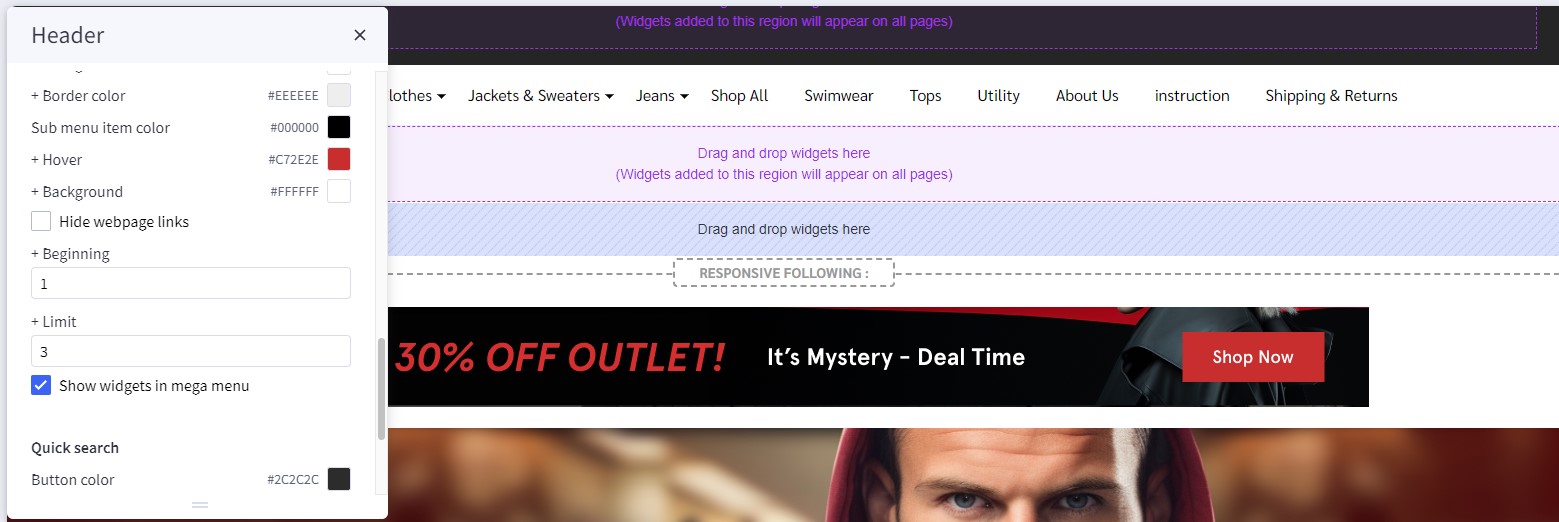 Header
+ Border color #EEEEEE
Sub menu item color #000000
+ Hover #C72E2E
+ Background #FFFFFF
Hide webpage links
+ Beginning
1
+ Limit
3
Show widgets in mega menu
Quick search
Button color #2C2C2C
(Widgets added to this region will appear on all pages)
lothes Jackets & Sweaters Jeans Shop All Swimwear Tops Utility About Us instruction Shipping & Returns
Drag and drop widgets here
(Widgets added to this region will appear on all pages)
Drag and drop widgets here
RESPONSIVE FOLLOWING :
30% OFF OUTLET! It's Mystery - Deal Time Shop Now